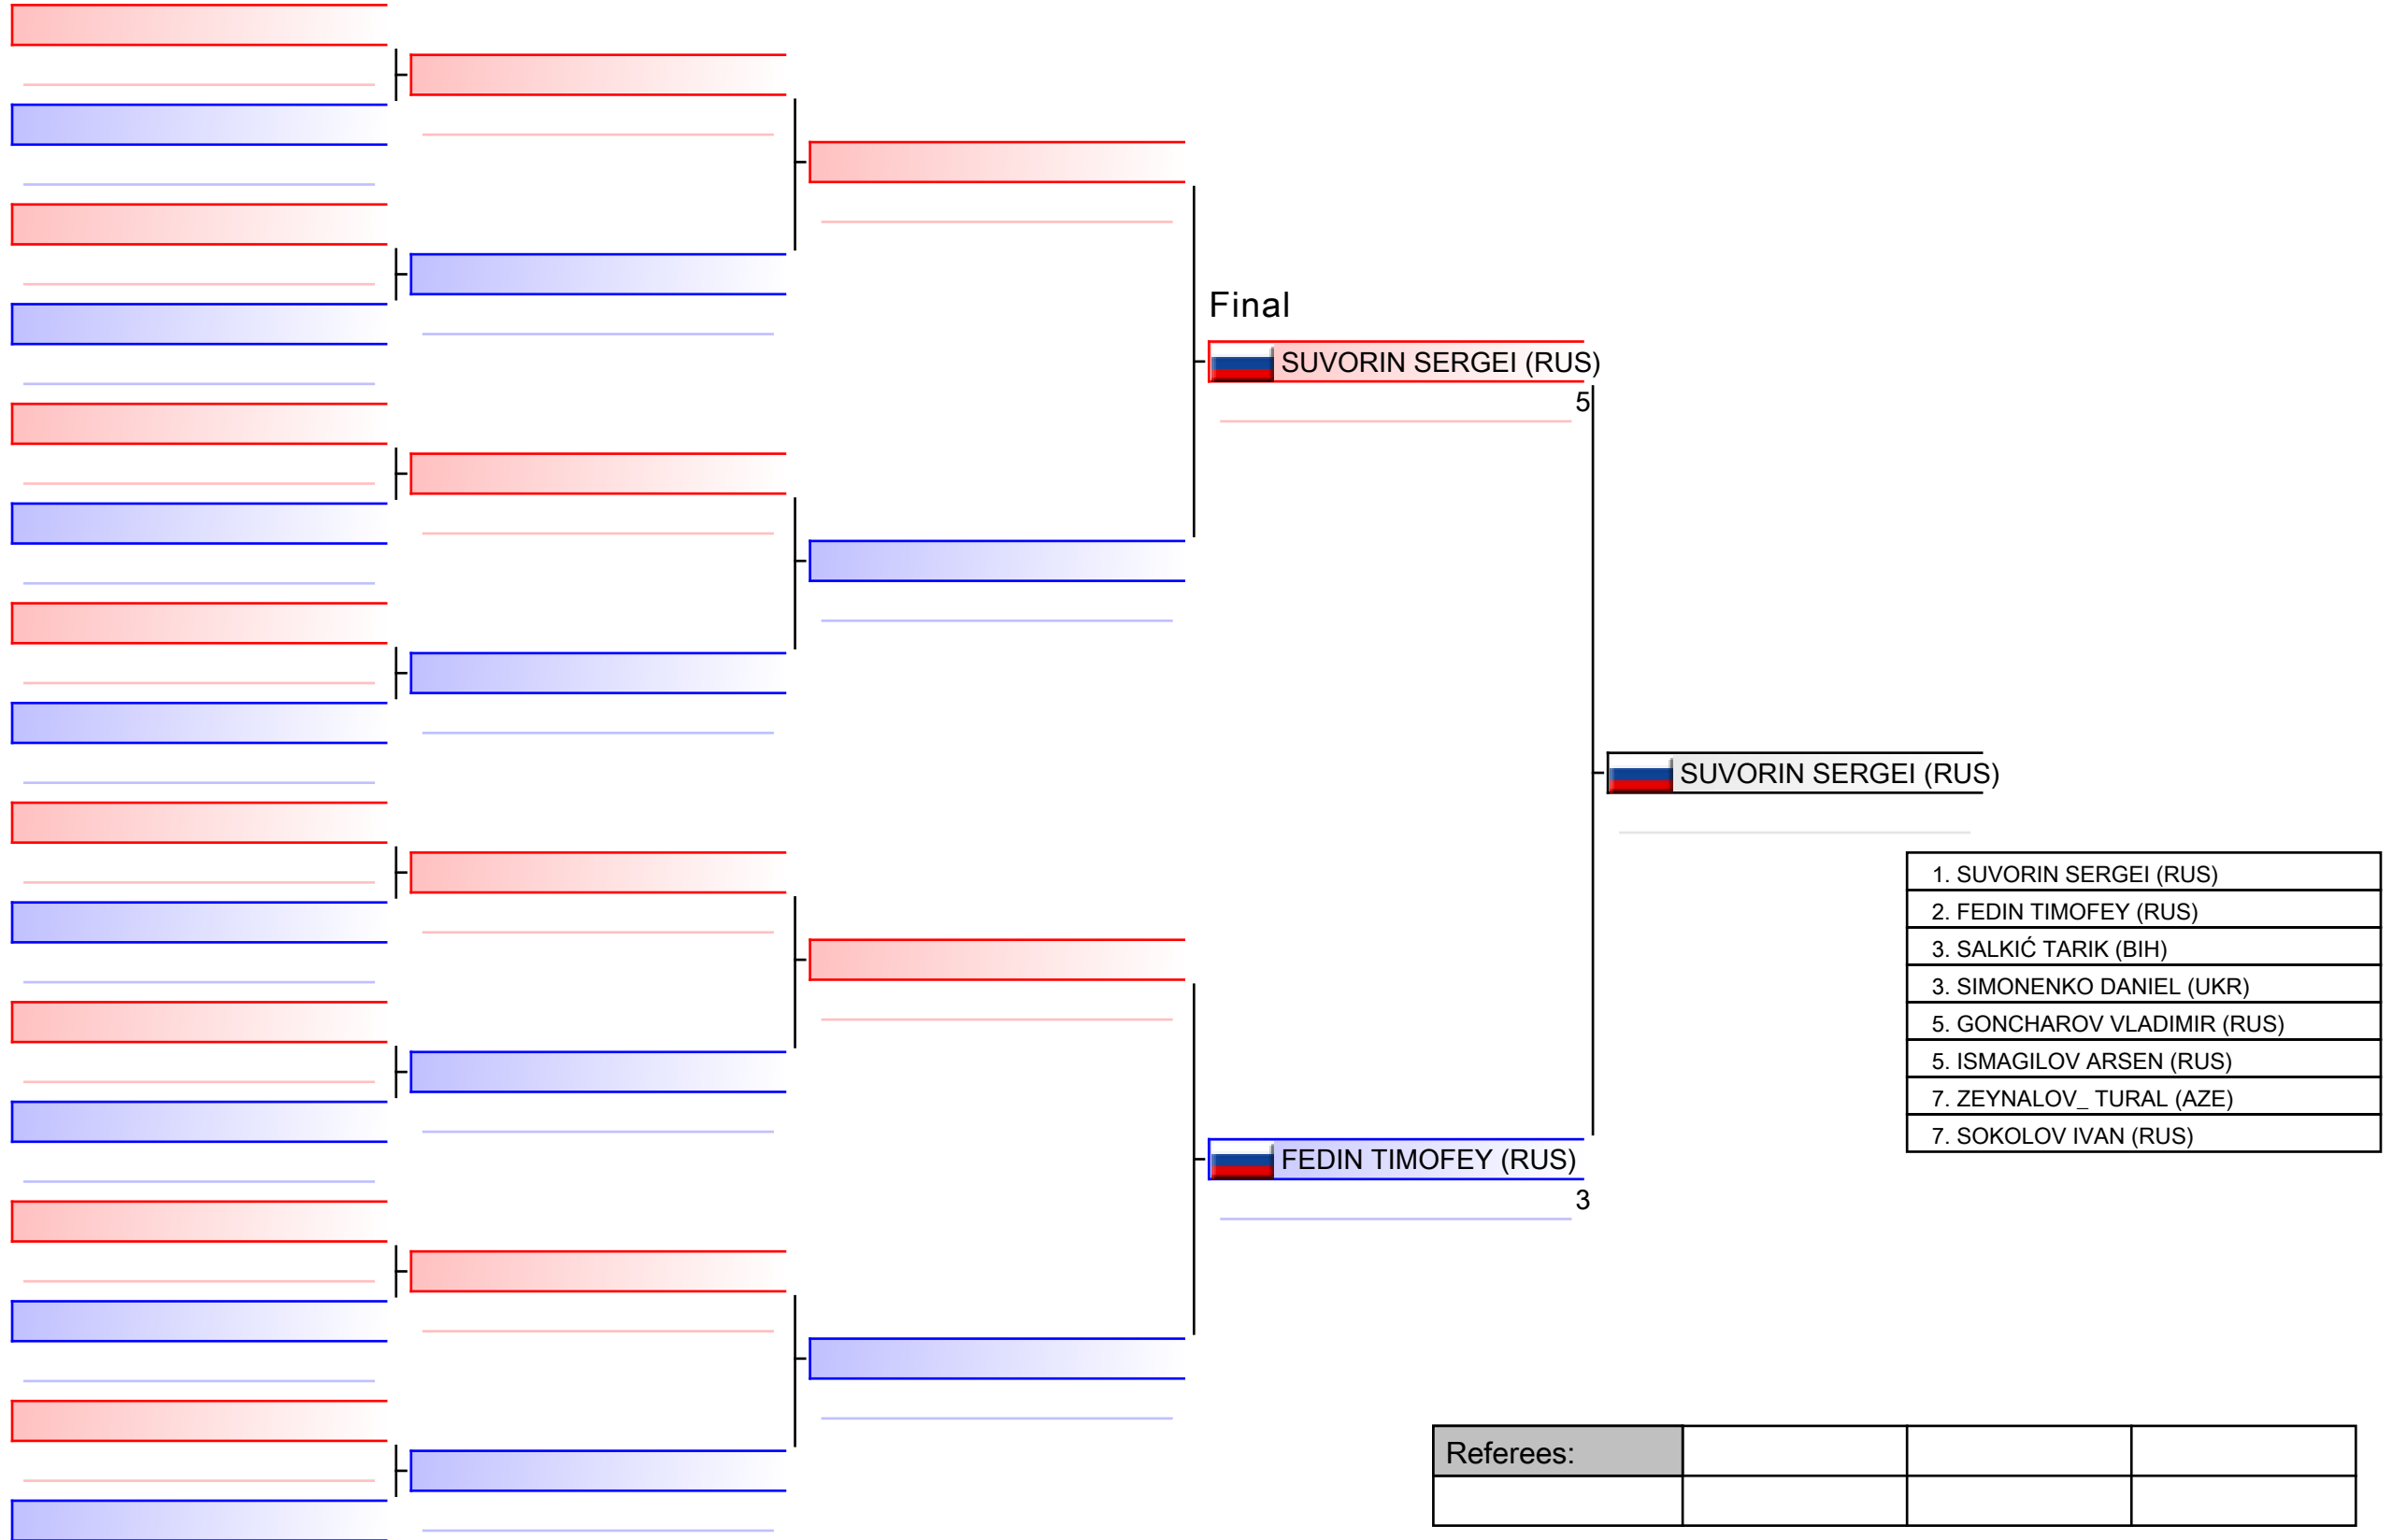 Final
SUVORIN SERGEI (RUS)
5
SUVORIN SERGEI (RUS)
1. SUVORIN SERGEI (RUS)
2. FEDIN TIMOFEY (RUS)
3. SALKIĆ TARIK (BIH)
3. SIMONENKO DANIEL (UKR)
5. GONCHAROV VLADIMIR (RUS)
5. ISMAGILOV ARSEN (RUS)
7. ZEYNALOV_ TURAL (AZE)
7. SOKOLOV IVAN (RUS)
FEDIN TIMOFEY (RUS)
3
Referees: